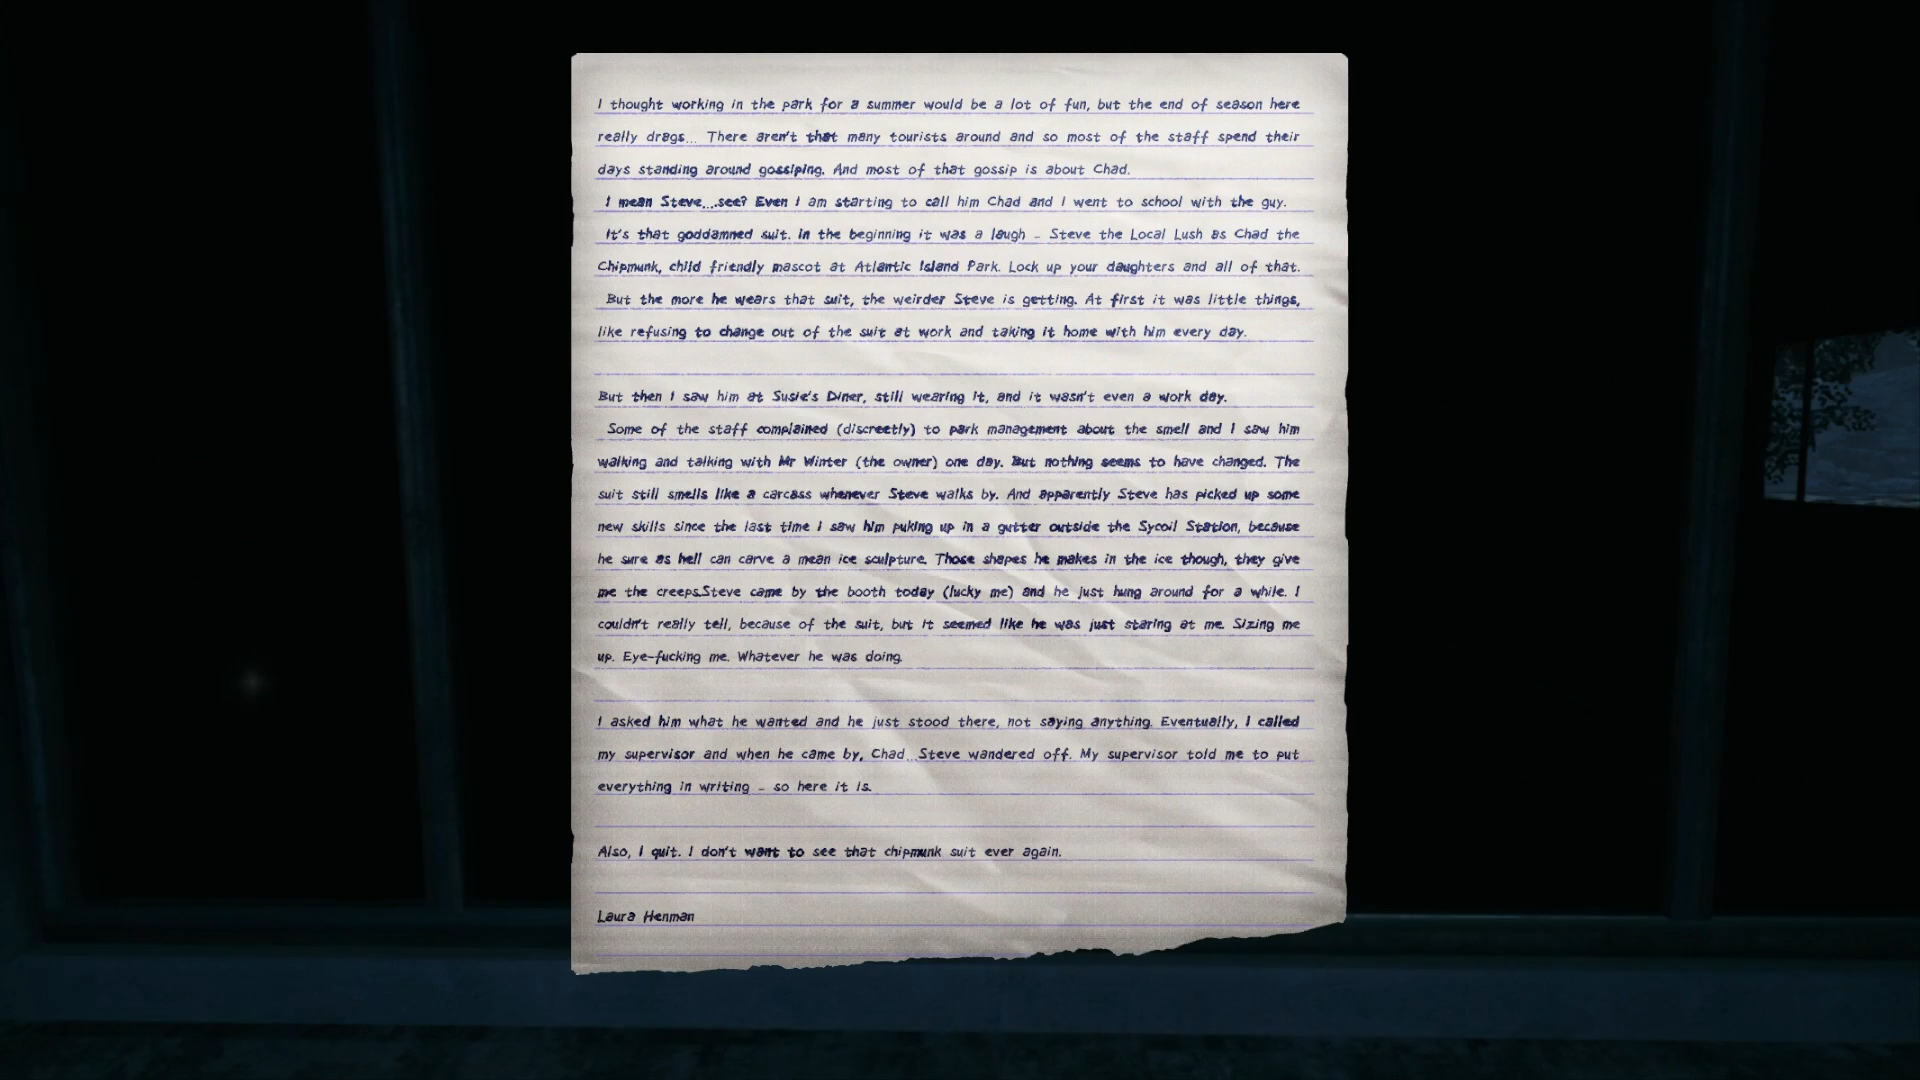 I thought working in the park for a summer would be a lot of fun, but the end of season here
really drags... There aren't that many tourists around and so most of the staff spend their
days standing around gossiping. And most of that gossip is about Chad.
I mean Steve...see? Even I am starting to call him Chad and I went to school with the guy.
It's that goddamned suit. In the beginning it was a laugh - Steve the Local Lush as Chad the
Chipmunk, child friendly mascot at Atlantic Island Park. Lock up your daughters and all of that.
But the more he wears that suit, the weirder Steve is getting. At first it was little things,
like refusing to change out of the suit at work and taking it home with him every day.
But then I saw him at Susie's Diner, still wearing it, and it wasn't even a work day.
Some of the staff complained (discreetly) to park management about the smell and I saw him
walking and talking with Mr Winter (the owner) one day. But nothing seems to have changed. The
suit still smells like a carcass whenever Steve walks by. And apparently Steve has picked up some
new skills since the last time I saw him puking up in a gutter outside the Sycoil Station, because
he sure as hell can carve a mean ice sculpture. Those shapes he makes in the ice though, they give
me the creeps.Steve came by the booth today (lucky me) and he just hung around for a while. I
couldn't really tell, because of the suit, but it seemed like he was just staring at me. Sizing me
up. Eye-fucking me. Whatever he was doing.
I asked him what he wanted and he just stood there, not saying anything. Eventually, I called
my supervisor and when he came by, Chad...Steve wandered off. My supervisor told me to put
everything in writing - so here it is.
Also, I quit. I don't want to see that chipmunk suit ever again.
Laura Henman